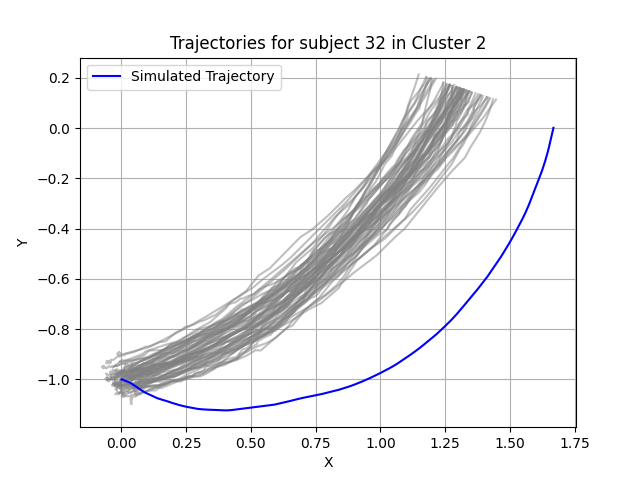 Trajectories for subject 32 in Cluster 2
Simulated Trajectory
0.2
0.0
−0.2
−0.4
−0.6
−0.8
−1.0
Y
0.00 0.25 0.50 0.75 1.00 1.25 1.50 1.75
X